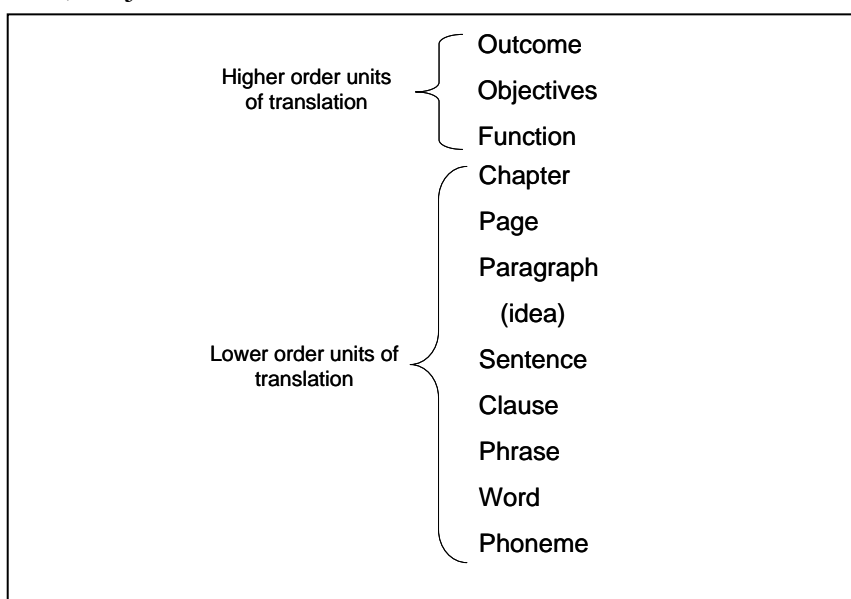 Outcome
Higher order units
of translation
Objectives
Function
Chapter
Page
Paragraph
(idea)
Lower order units of
translation
Sentence
Clause
Phrase
Word
Phoneme